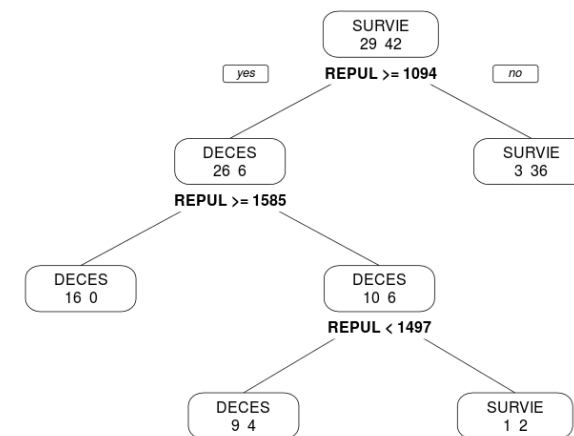 SURVIE
29 42
yes
REPUL >= 1094
no
DECES
26 6
SURVIE
3 36
REPUL >= 1585
DECES
16 0
DECES
10 6
REPUL < 1497
DECES
9 4
SURVIE
1 2